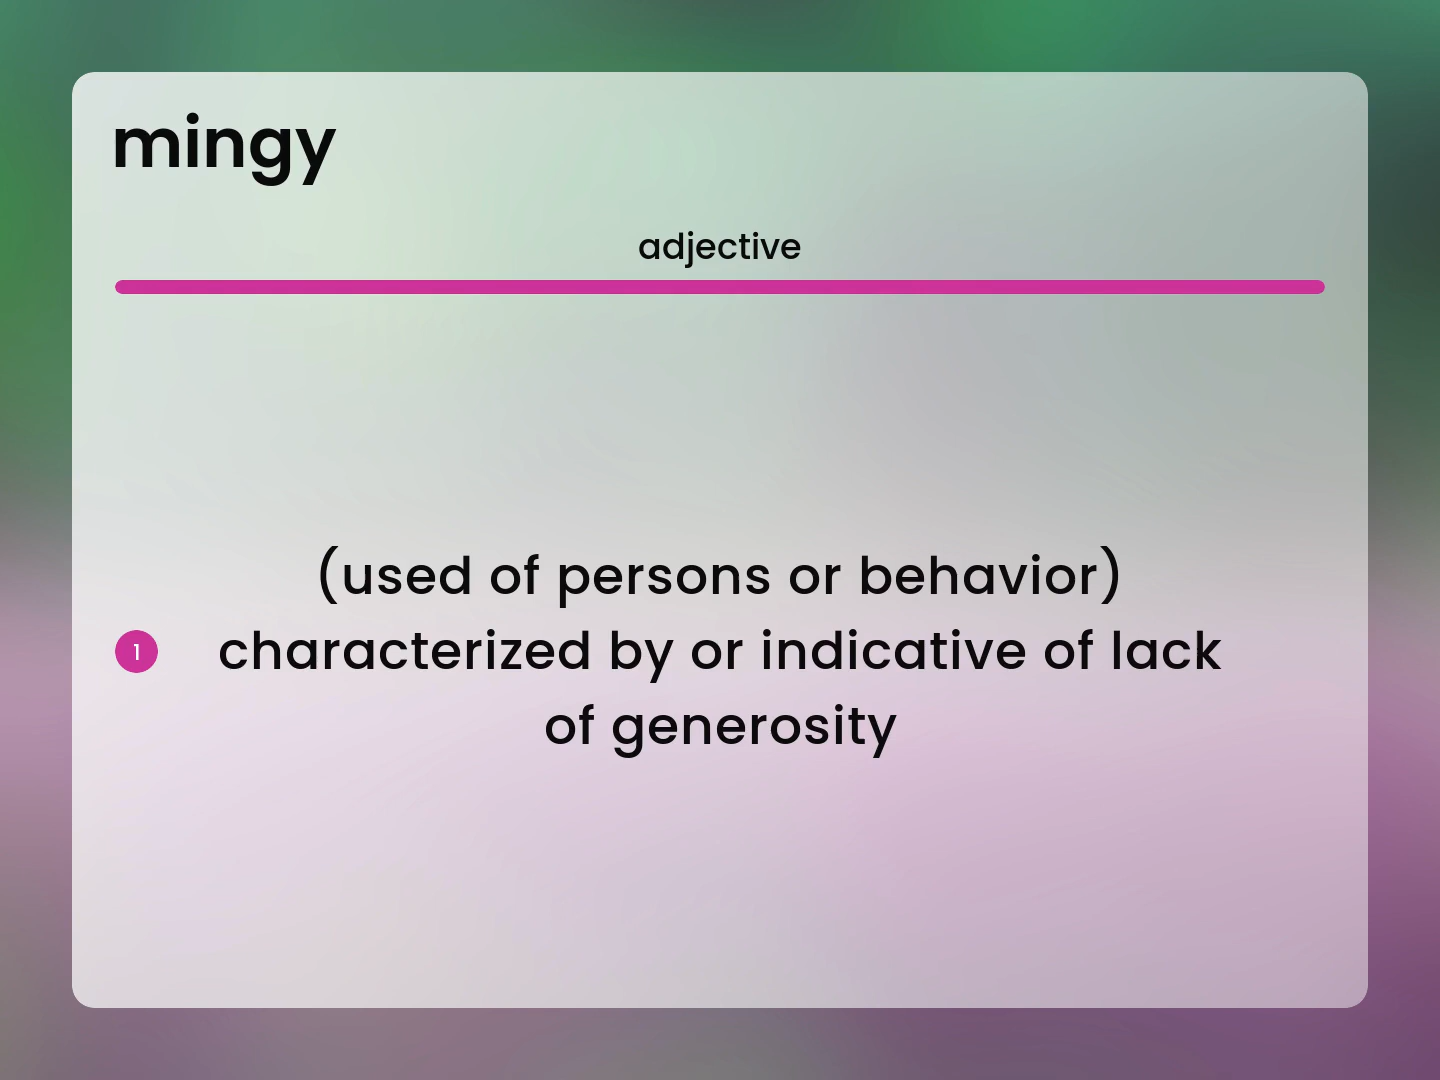 mingy
adjective
(used of persons or behavior)
1 characterized by or indicative of lack
of generosity